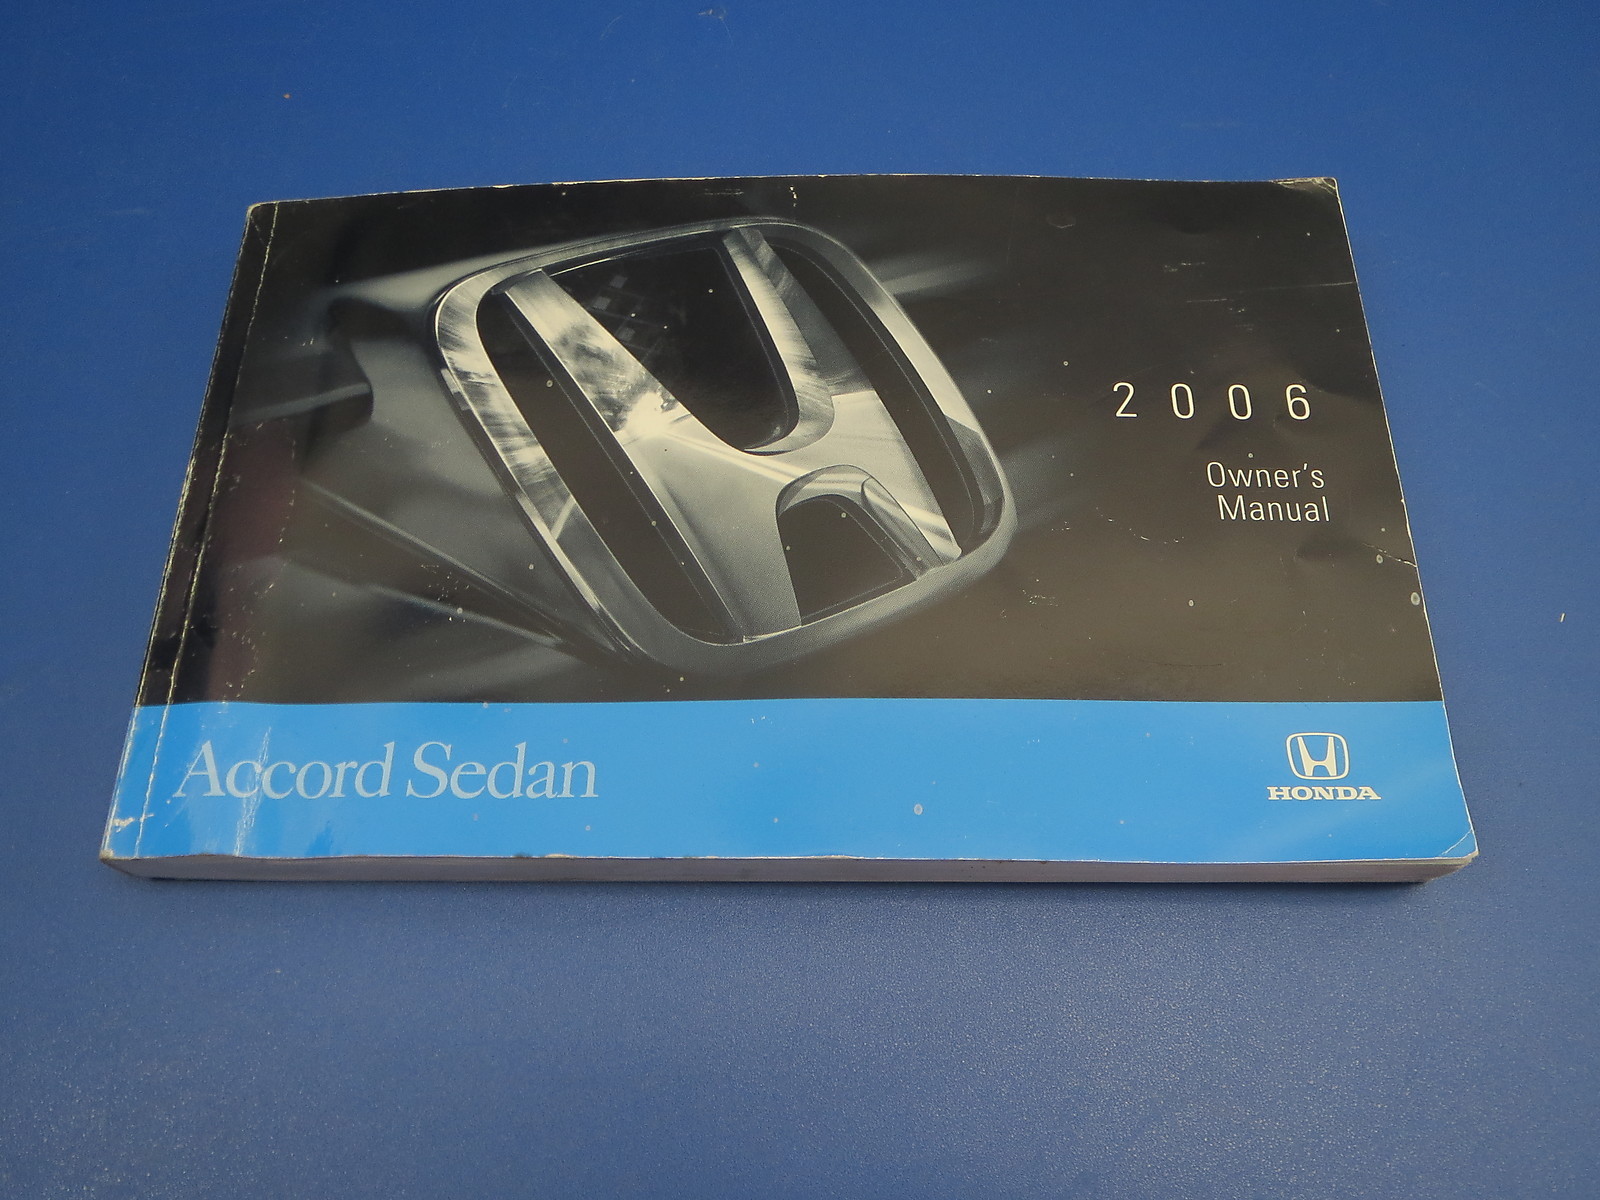 2006
Owner's
Manual
Accord Sedan
HONDA